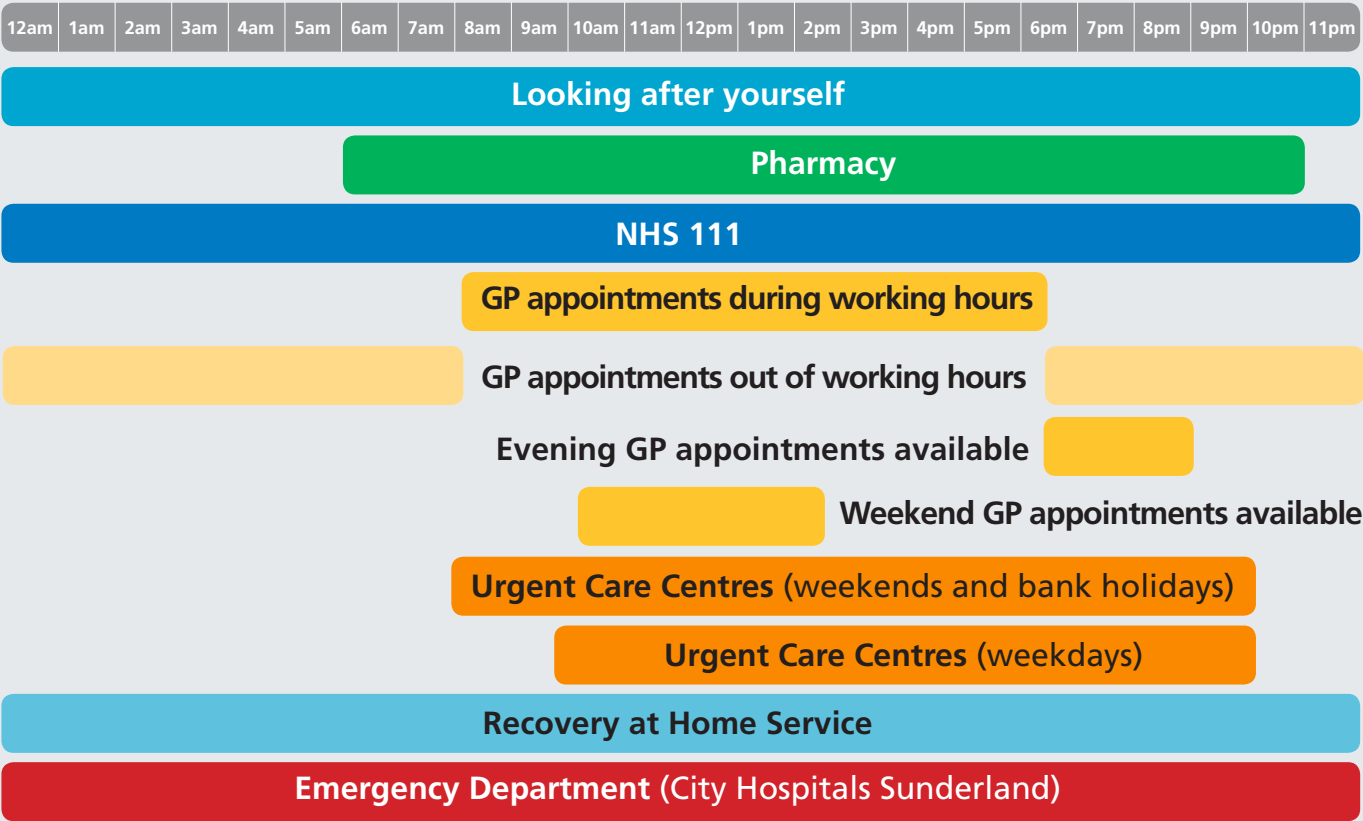 12am 1am 2am 3am 4am 5am 6am 7am 8am 9am 10am 11am 12pm 1pm 2pm 3pm 4pm 5pm 6pm 7pm 8pm 9pm 10pm 11pm
Looking after yourself
Pharmacy
NHS 111
GP appointments during working hours
GP appointments out of working hours
Evening GP appointments available
Weekend GP appointments available
Urgent Care Centres (weekends and bank holidays)
Urgent Care Centres (weekdays)
Recovery at Home Service
Emergency Department (City Hospitals Sunderland)